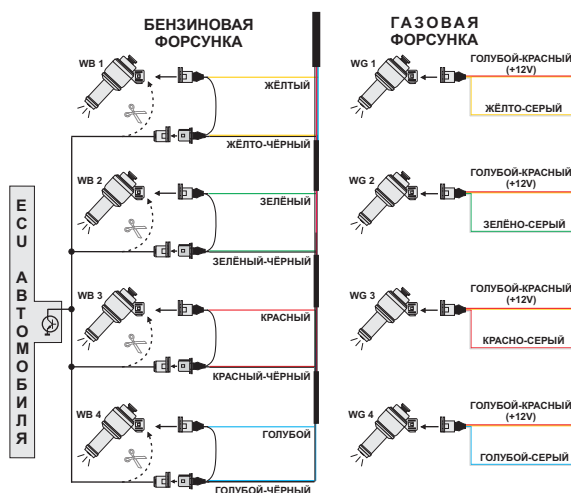 БЕНЗИНОВАЯ
ФОРСУНКА
ГАЗОВАЯ
ФОРСУНКА
WB 1
ЖЁЛТЫЙ
ЖЁЛТО-ЧЁРНЫЙ
WG 1
ГОЛУБОЙ-КРАСНЫЙ
(+12V)
ЖЁЛТО-СЕРЫЙ
WB 2
ЗЕЛЁНЫЙ
ЗЕЛЁНЫЙ-ЧЁРНЫЙ
WG 2
ГОЛУБОЙ-КРАСНЫЙ
(+12V)
ЗЕЛЁНО-СЕРЫЙ
WB 3
КРАСНЫЙ
КРАСНЫЙ-ЧЁРНЫЙ
WG 3
ГОЛУБОЙ-КРАСНЫЙ
(+12V)
КРАСНО-СЕРЫЙ
WB 4
ГОЛУБОЙ
ГОЛУБОЙ-ЧЁРНЫЙ
WG 4
ГОЛУБОЙ-КРАСНЫЙ
(+12V)
ГОЛУБОЙ-СЕРЫЙ
ECU АВТОМОБИЛЯ